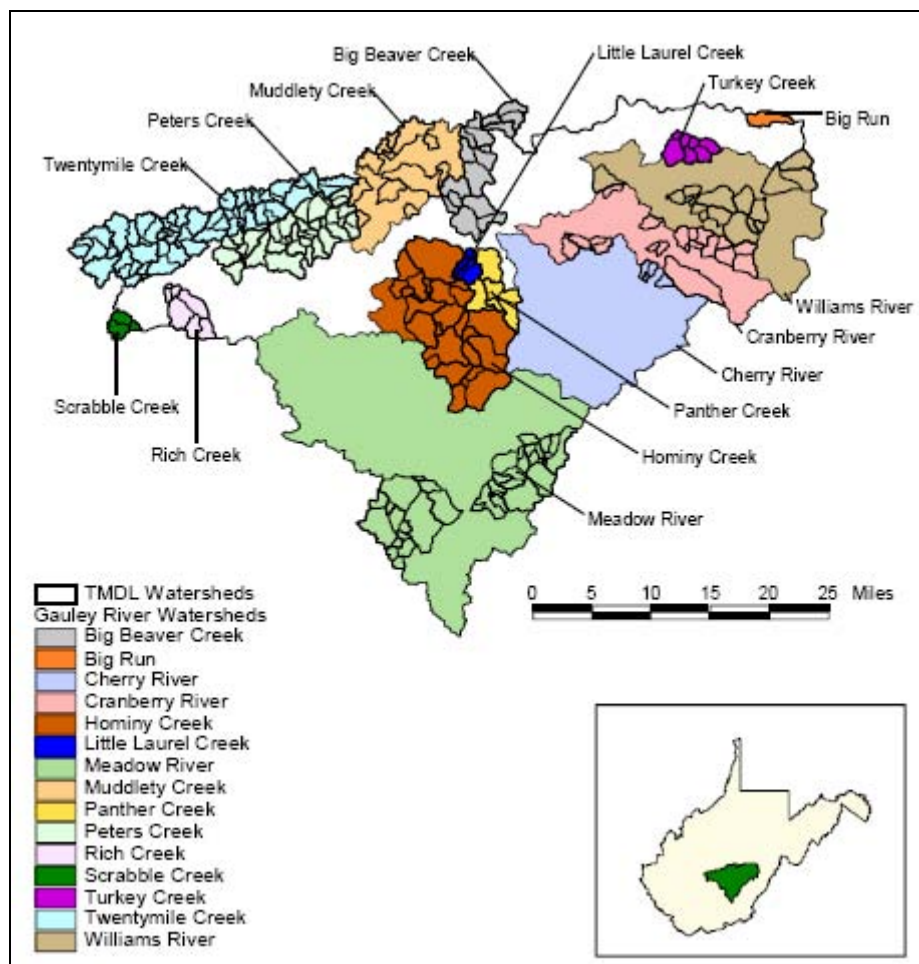 Big Beaver Creek
Little Laurel Creek
Muddlety Creek
Turkey Creek
Peters Creek
Big Run
Twentymile Creek
Williams River
Cranberry River
Cherry River
Scrabble Creek
Panther Creek
Rich Creek
Hominy Creek
Meadow River
0 5 10 15 20 25 Miles
TMDL Watersheds
Gauley River Watersheds
Big Beaver Creek
Big Run
Cherry River
Cranberry River
Hominy Creek
Little Laurel Creek
Meadow River
Muddlety Creek
Panther Creek
Peters Creek
Rich Creek
Scrabble Creek
Turkey Creek
Twentymile Creek
Williams River